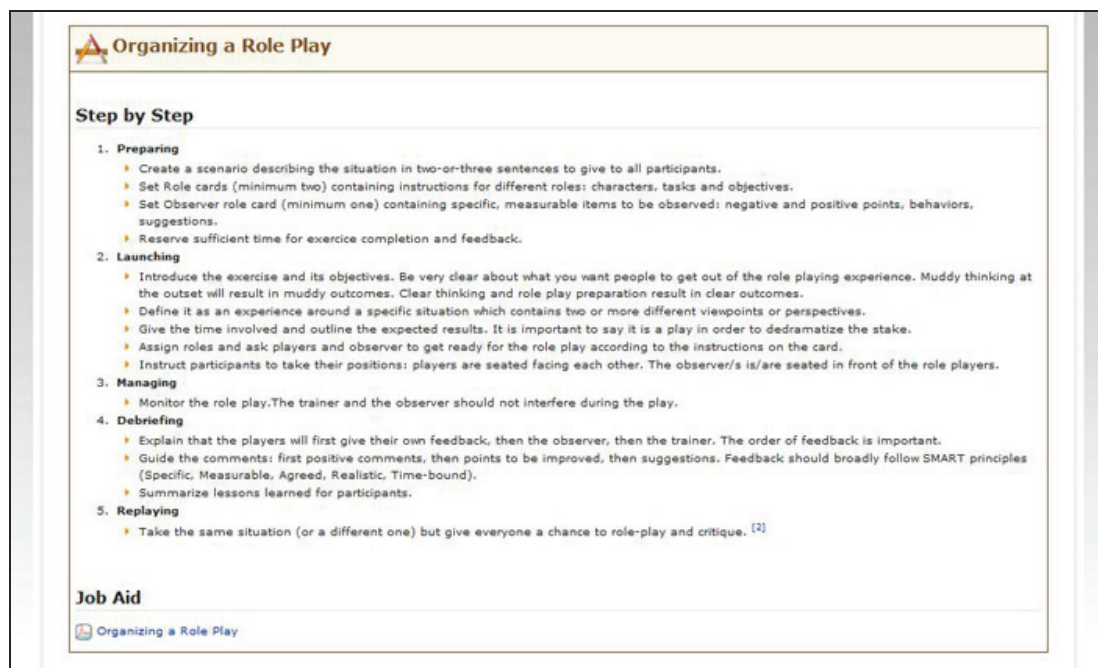 Organizing a Role Play
Step by Step
1. Preparing
Create a scenario describing the situation in two-or-three sentences to give to all participants.
Set Role cards (minimum two) containing instructions for different roles: characters, tasks and objectives.
Set Observer role card (minimum one) containing specific, measurable items to be observed: negative and positive points, behaviors,
suggestions.
Reserve sufficient time for exercice completion and feedback.
2. Launching
Introduce the exercise and its objectives. Be very clear about what you want people to get out of the role playing experience. Muddy thinking at
the outset will result in muddy outcomes. Clear thinking and role play preparation result in clear outcomes.
Define it as an experience around a specific situation which contains two or more different viewpoints or perspectives.
Give the time involved and outline the expected results. It is important to say it is a play in order to dedramatize the stake.
Assign roles and ask players and observer to get ready for the role play according to the instructions on the card.
Instruct participants to take their positions: players are seated facing each other. The observer/s is/are seated in front of the role players.
3. Managing
Monitor the role play.The trainer and the observer should not interfere during the play.
4. Debriefing
Explain that the players will first give their own feedback, then the observer, then the trainer. The order of feedback is important.
Guide the comments: first positive comments, then points to be improved, then suggestions. Feedback should broadly follow SMART principles
(Specific, Measurable, Agreed, Realistic, Time-bound).
Summarize lessons learned for participants.
5. Replaying
Take the same situation (or a different one) but give everyone a chance to role-play and critique. [2]
Job Aid
Organizing a Role Play